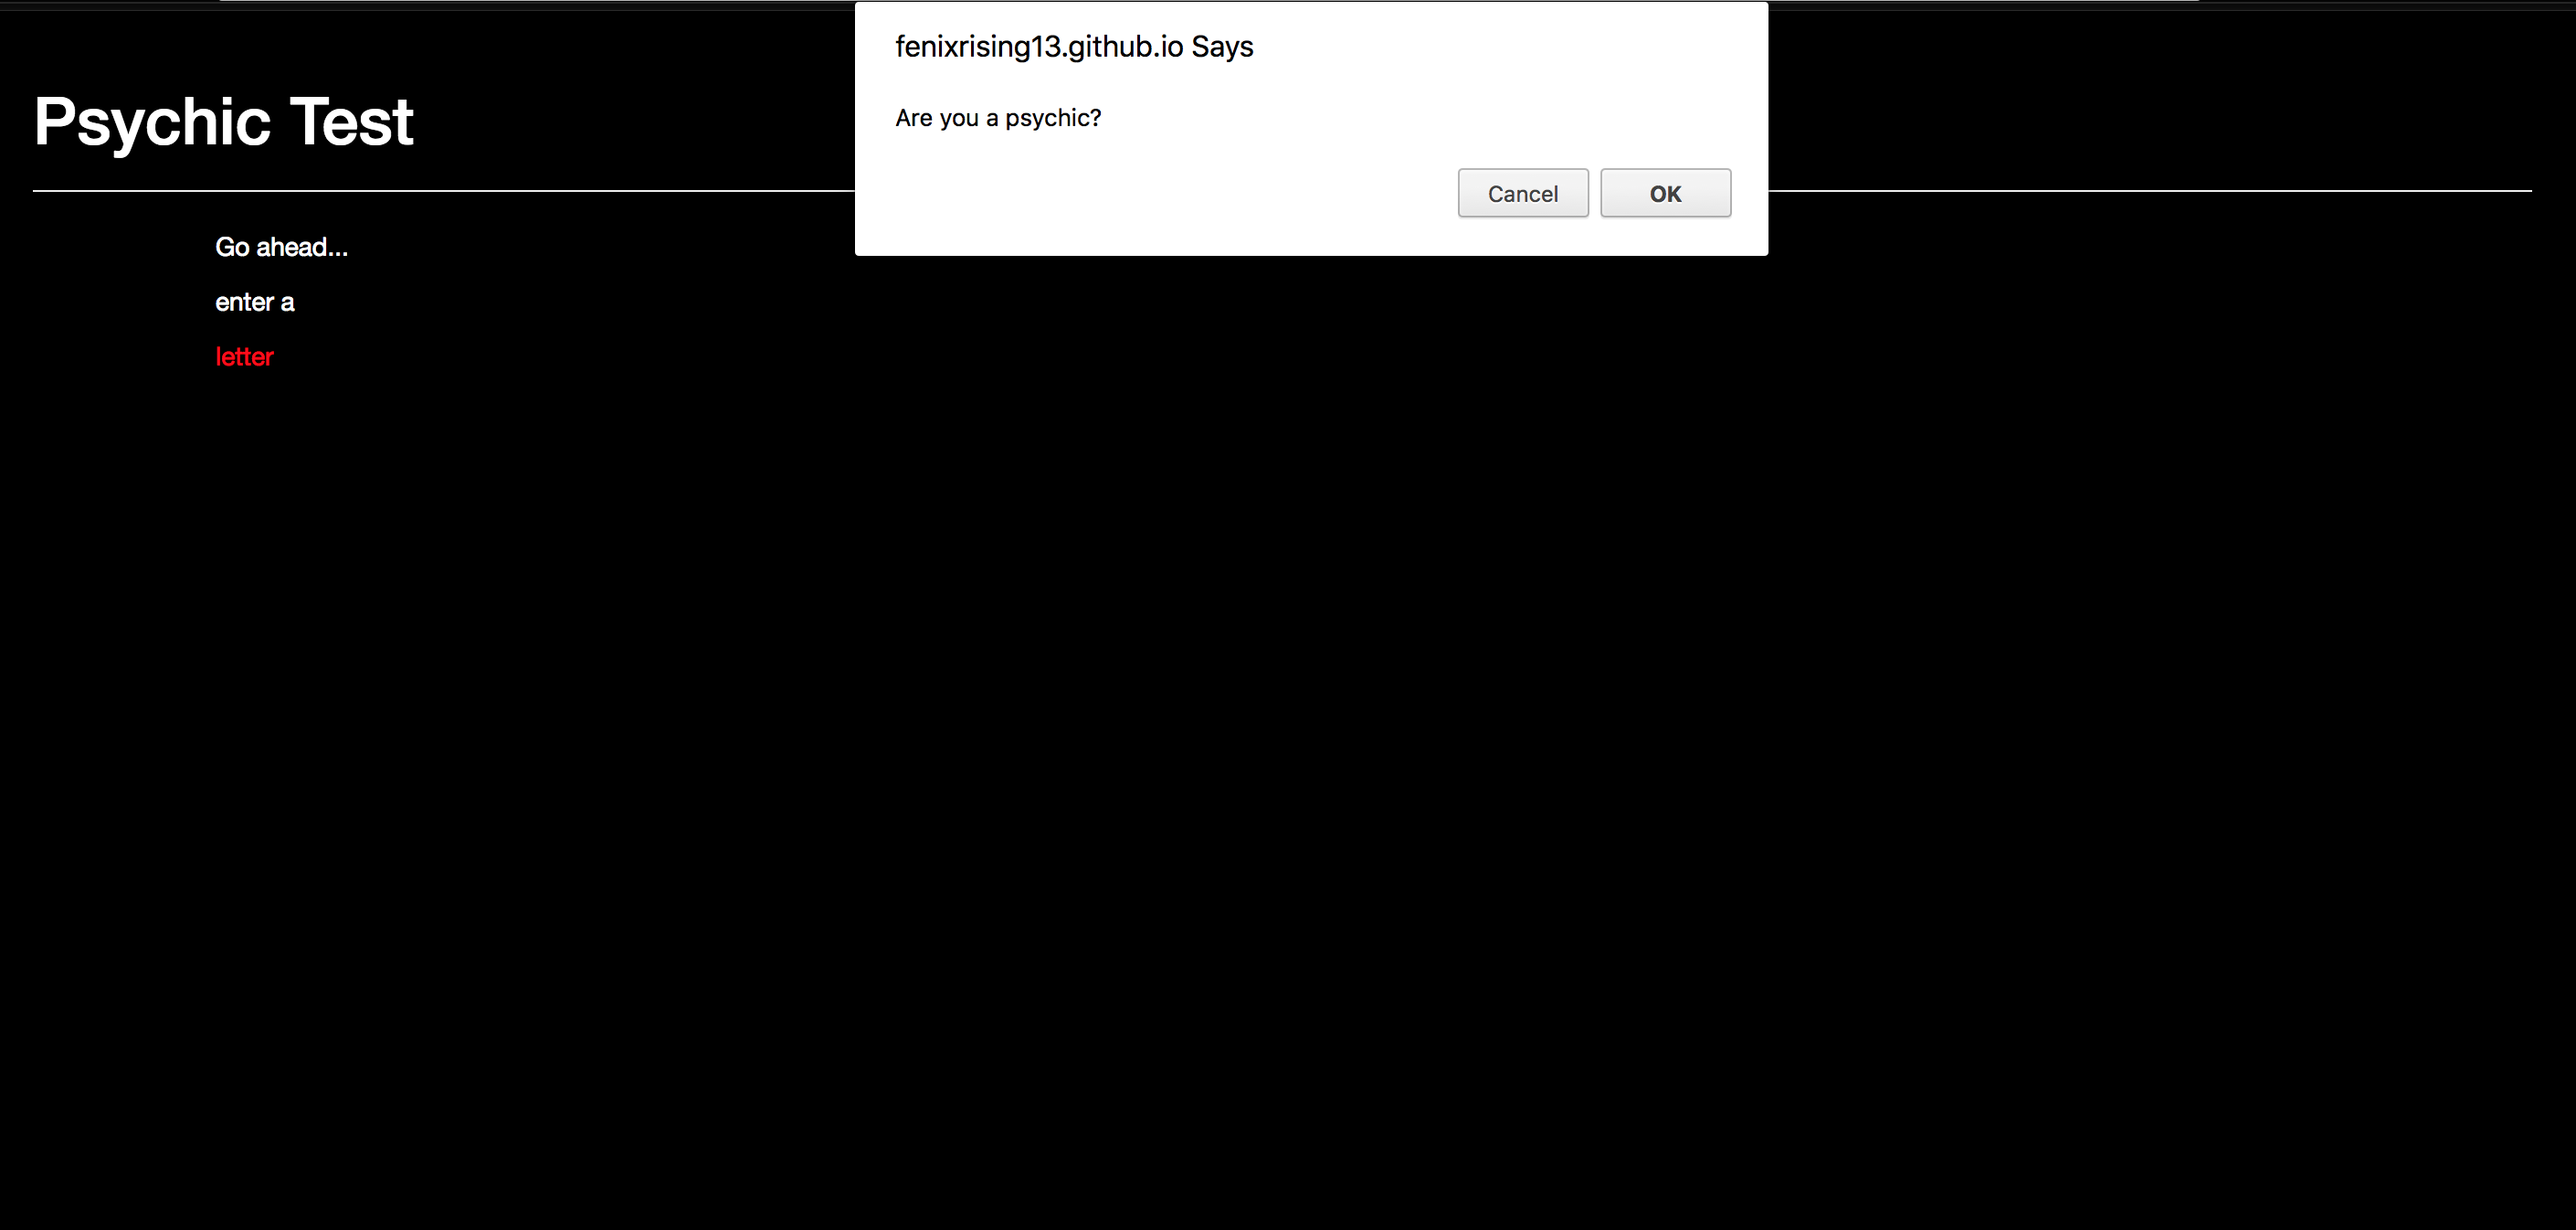 fenixrising13.github.io Says
Are you a psychic?
Cancel OK
Psychic Test
Go ahead...
enter a
letter